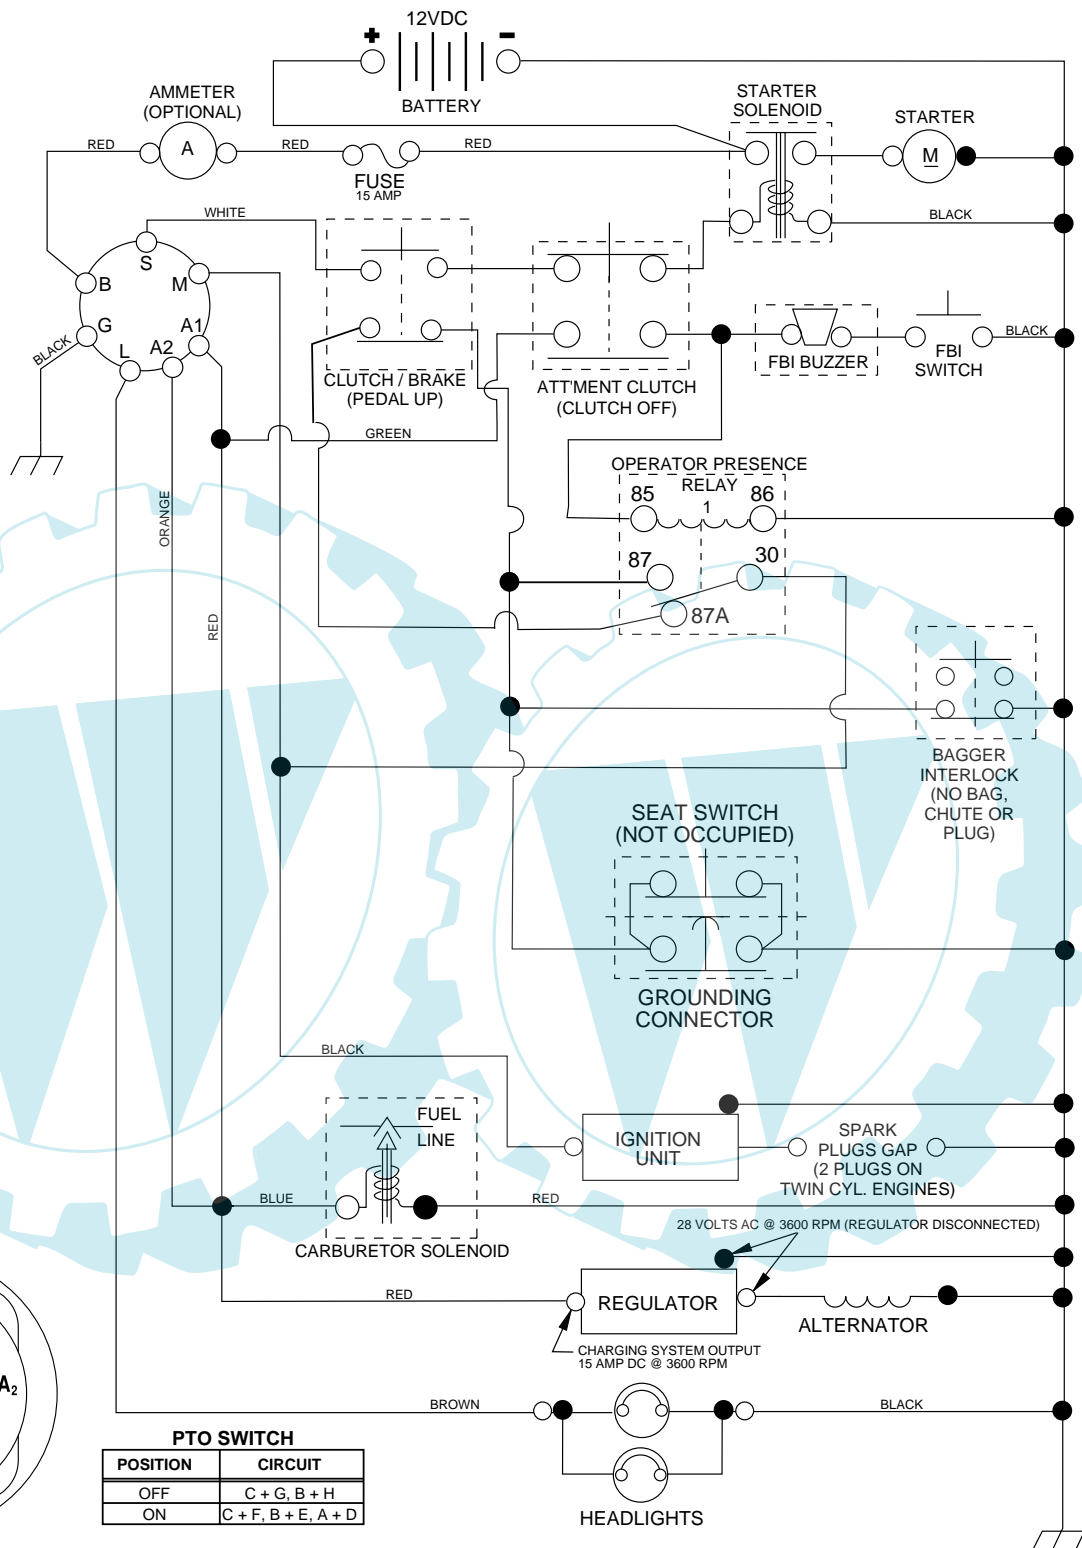 12VDC
+ -
BATTERY
AMMETER
(OPTIONAL)
STARTER
SOLENOID
STARTER
RED
A
RED
RED
M
FUSE
15 AMP
WHITE
BLACK
S
B
M
G
A1
L
A2
BLACK
CLUTCH / BRAKE
(PEDAL UP)
ATT'MENT CLUTCH
(CLUTCH OFF)
FBI BUZZER
FBI
SWITCH
BLACK
GREEN
OPERATOR PRESENCE
RELAY
1
85
86
87
30
87A
ORANGE
RED
BAGGER
INTERLOCK
(NO BAG,
CHUTE OR
PLUG)
SEAT SWITCH
(NOT OCCUPIED)
GROUNDING
CONNECTOR
BLACK
FUEL
LINE
IGNITION
UNIT
SPARK
PLUGS GAP
(2 PLUGS ON
TWIN CYL. ENGINES)
BLUE
RED
CARBURETOR SOLENOID
28 VOLTS AC @ 3600 RPM (REGULATOR DISCONNECTED)
RED
REGULATOR
ALTERNATOR
CHARGING SYSTEM OUTPUT
15 AMP DC @ 3600 RPM
A2
BROWN
BLACK
HEADLIGHTS
PTO SWITCH
POSITION CIRCUIT
OFF C + G, B + H
ON C + F, B + E, A + D